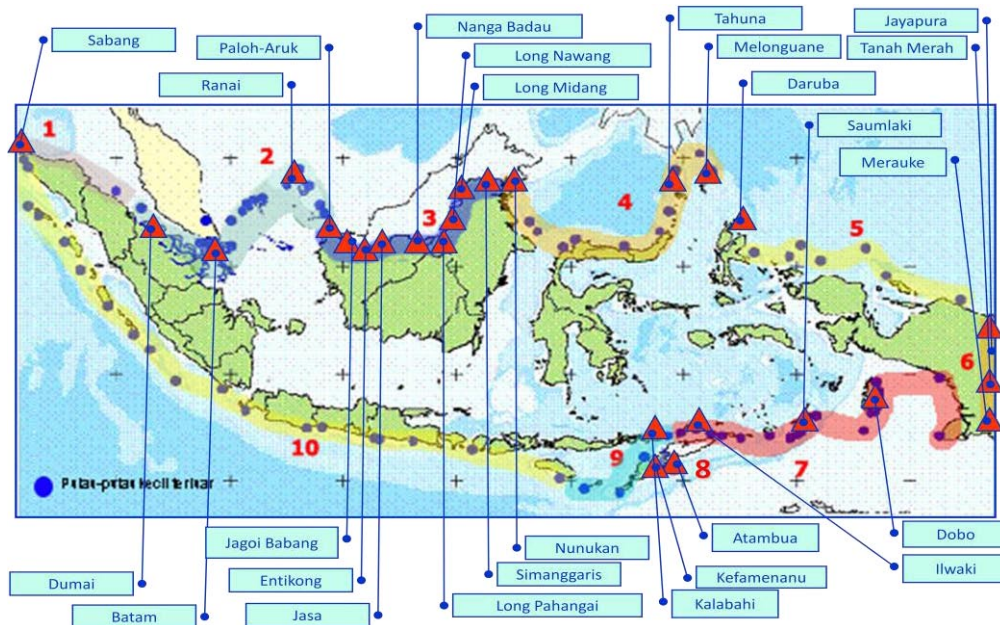 Nanga Badau
Tahuna
Jayapura
Sabang
Paloh-Aruk
Long Nawang
Melonguane
Tanah Merah
Ranai
Long Midang
Daruba
Saumlaki
Merauke
1
2
3
4
5
6
7
8
9
10
Pulau-pulau kecil terluar
Jagoi Babang
Nunukan
Atambua
Dobo
Dumai
Entikong
Simanggaris
Kefamenanu
Ilwaki
Batam
Jasa
Long Pahangai
Kalabahi